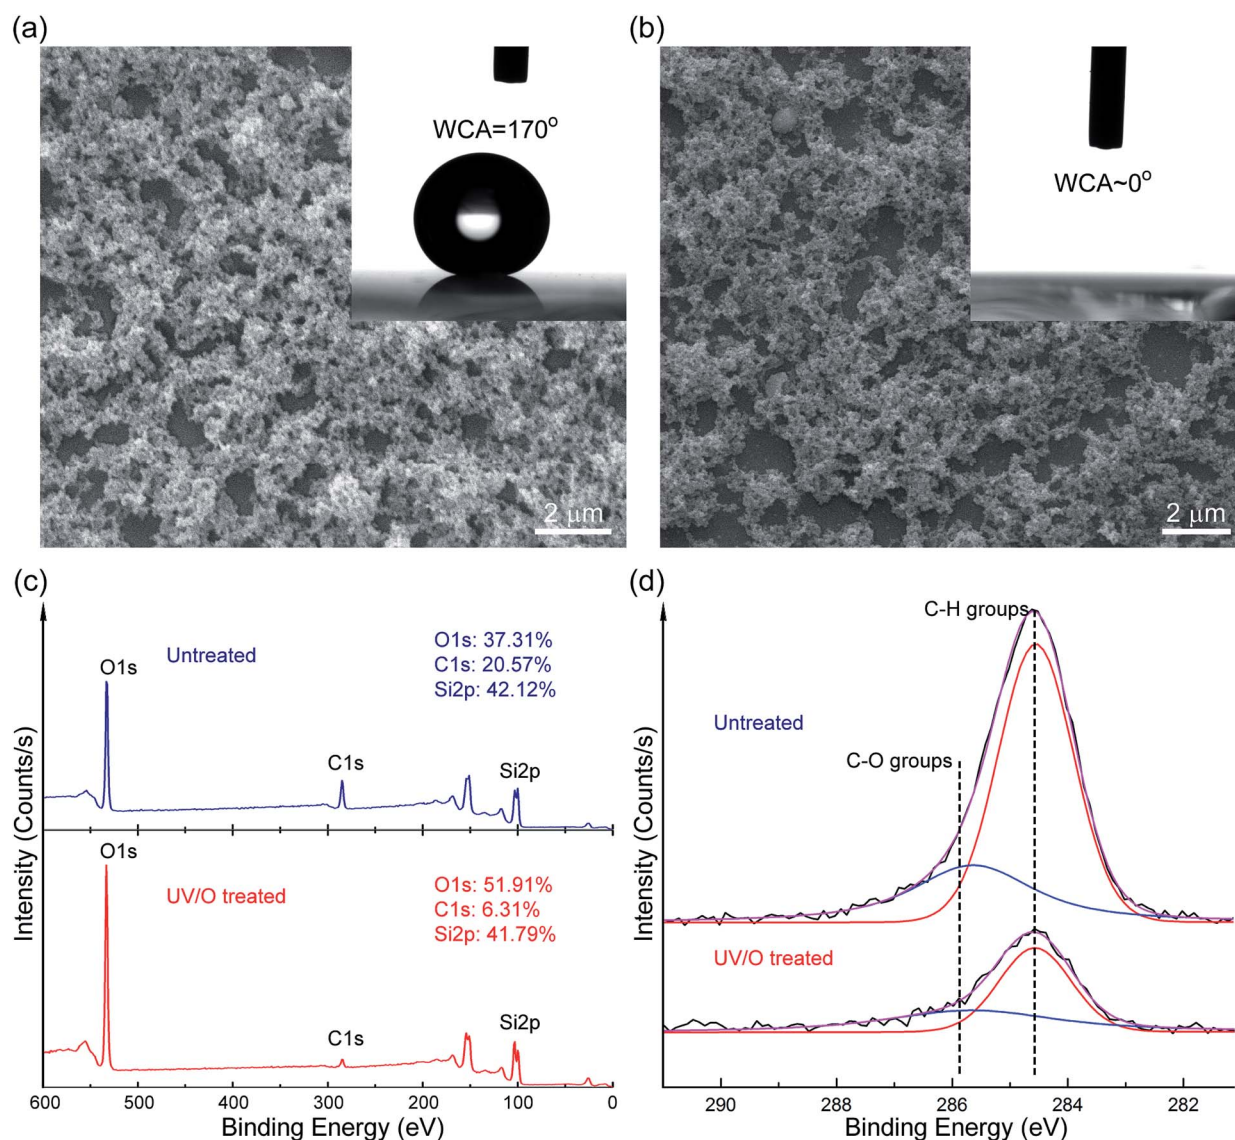 (a)
WCA=170°
2 μm
(b)
WCA~0°
2 μm
(c)
Untreated
O1s: 37.31%
C1s: 20.57%
Si2p: 42.12%
O1s
C1s
Si2p
UV/O treated
O1s: 51.91%
C1s: 6.31%
Si2p: 41.79%
O1s
C1s
Si2p
Intensity (Counts/s)
600 500 400 300 200 100 0
Binding Energy (eV)
(d)
C-H groups
Untreated
C-O groups
UV/O treated
Intensity (Counts/s)
290 288 286 284 282
Binding Energy (eV)